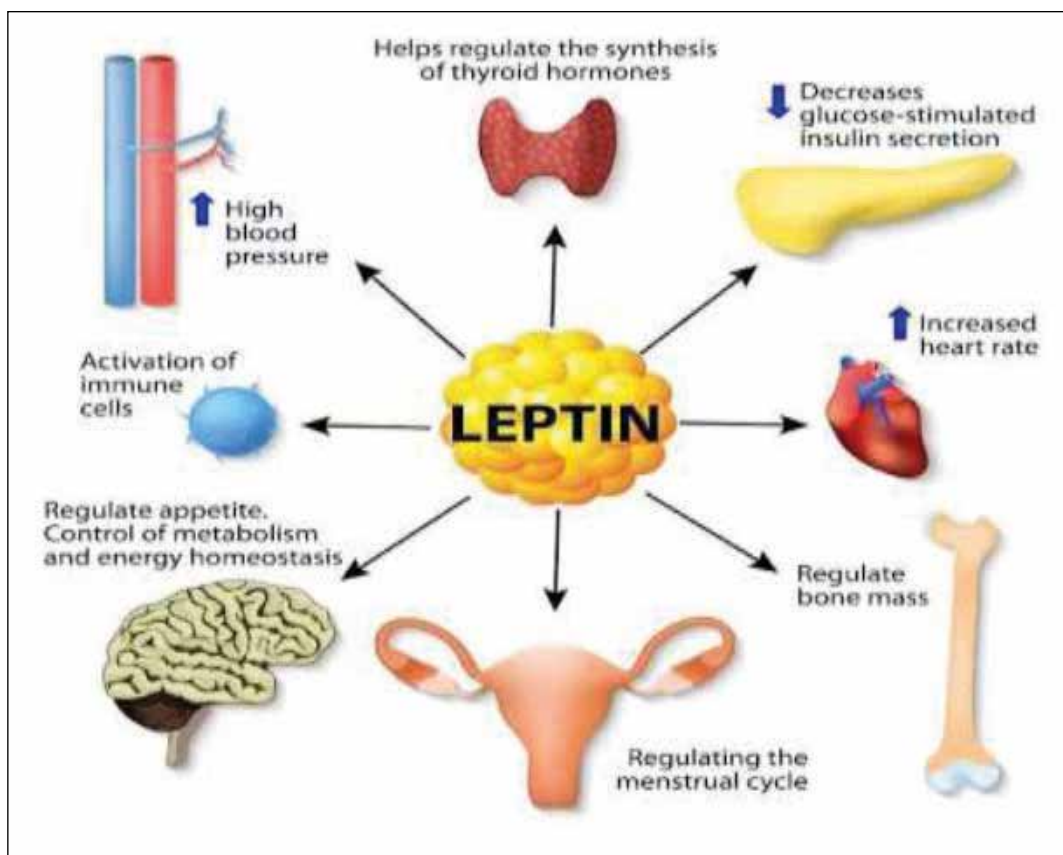 Helps regulate the synthesis
of thyroid hormones
Decreases
glucose-stimulated
insulin secretion
High
blood
pressure
Increased
heart rate
Activation of
immune
cells
LEPTIN
Regulate appetite.
Control of metabolism
and energy homeostasis
Regulate
bone mass
Regulating the
menstrual cycle